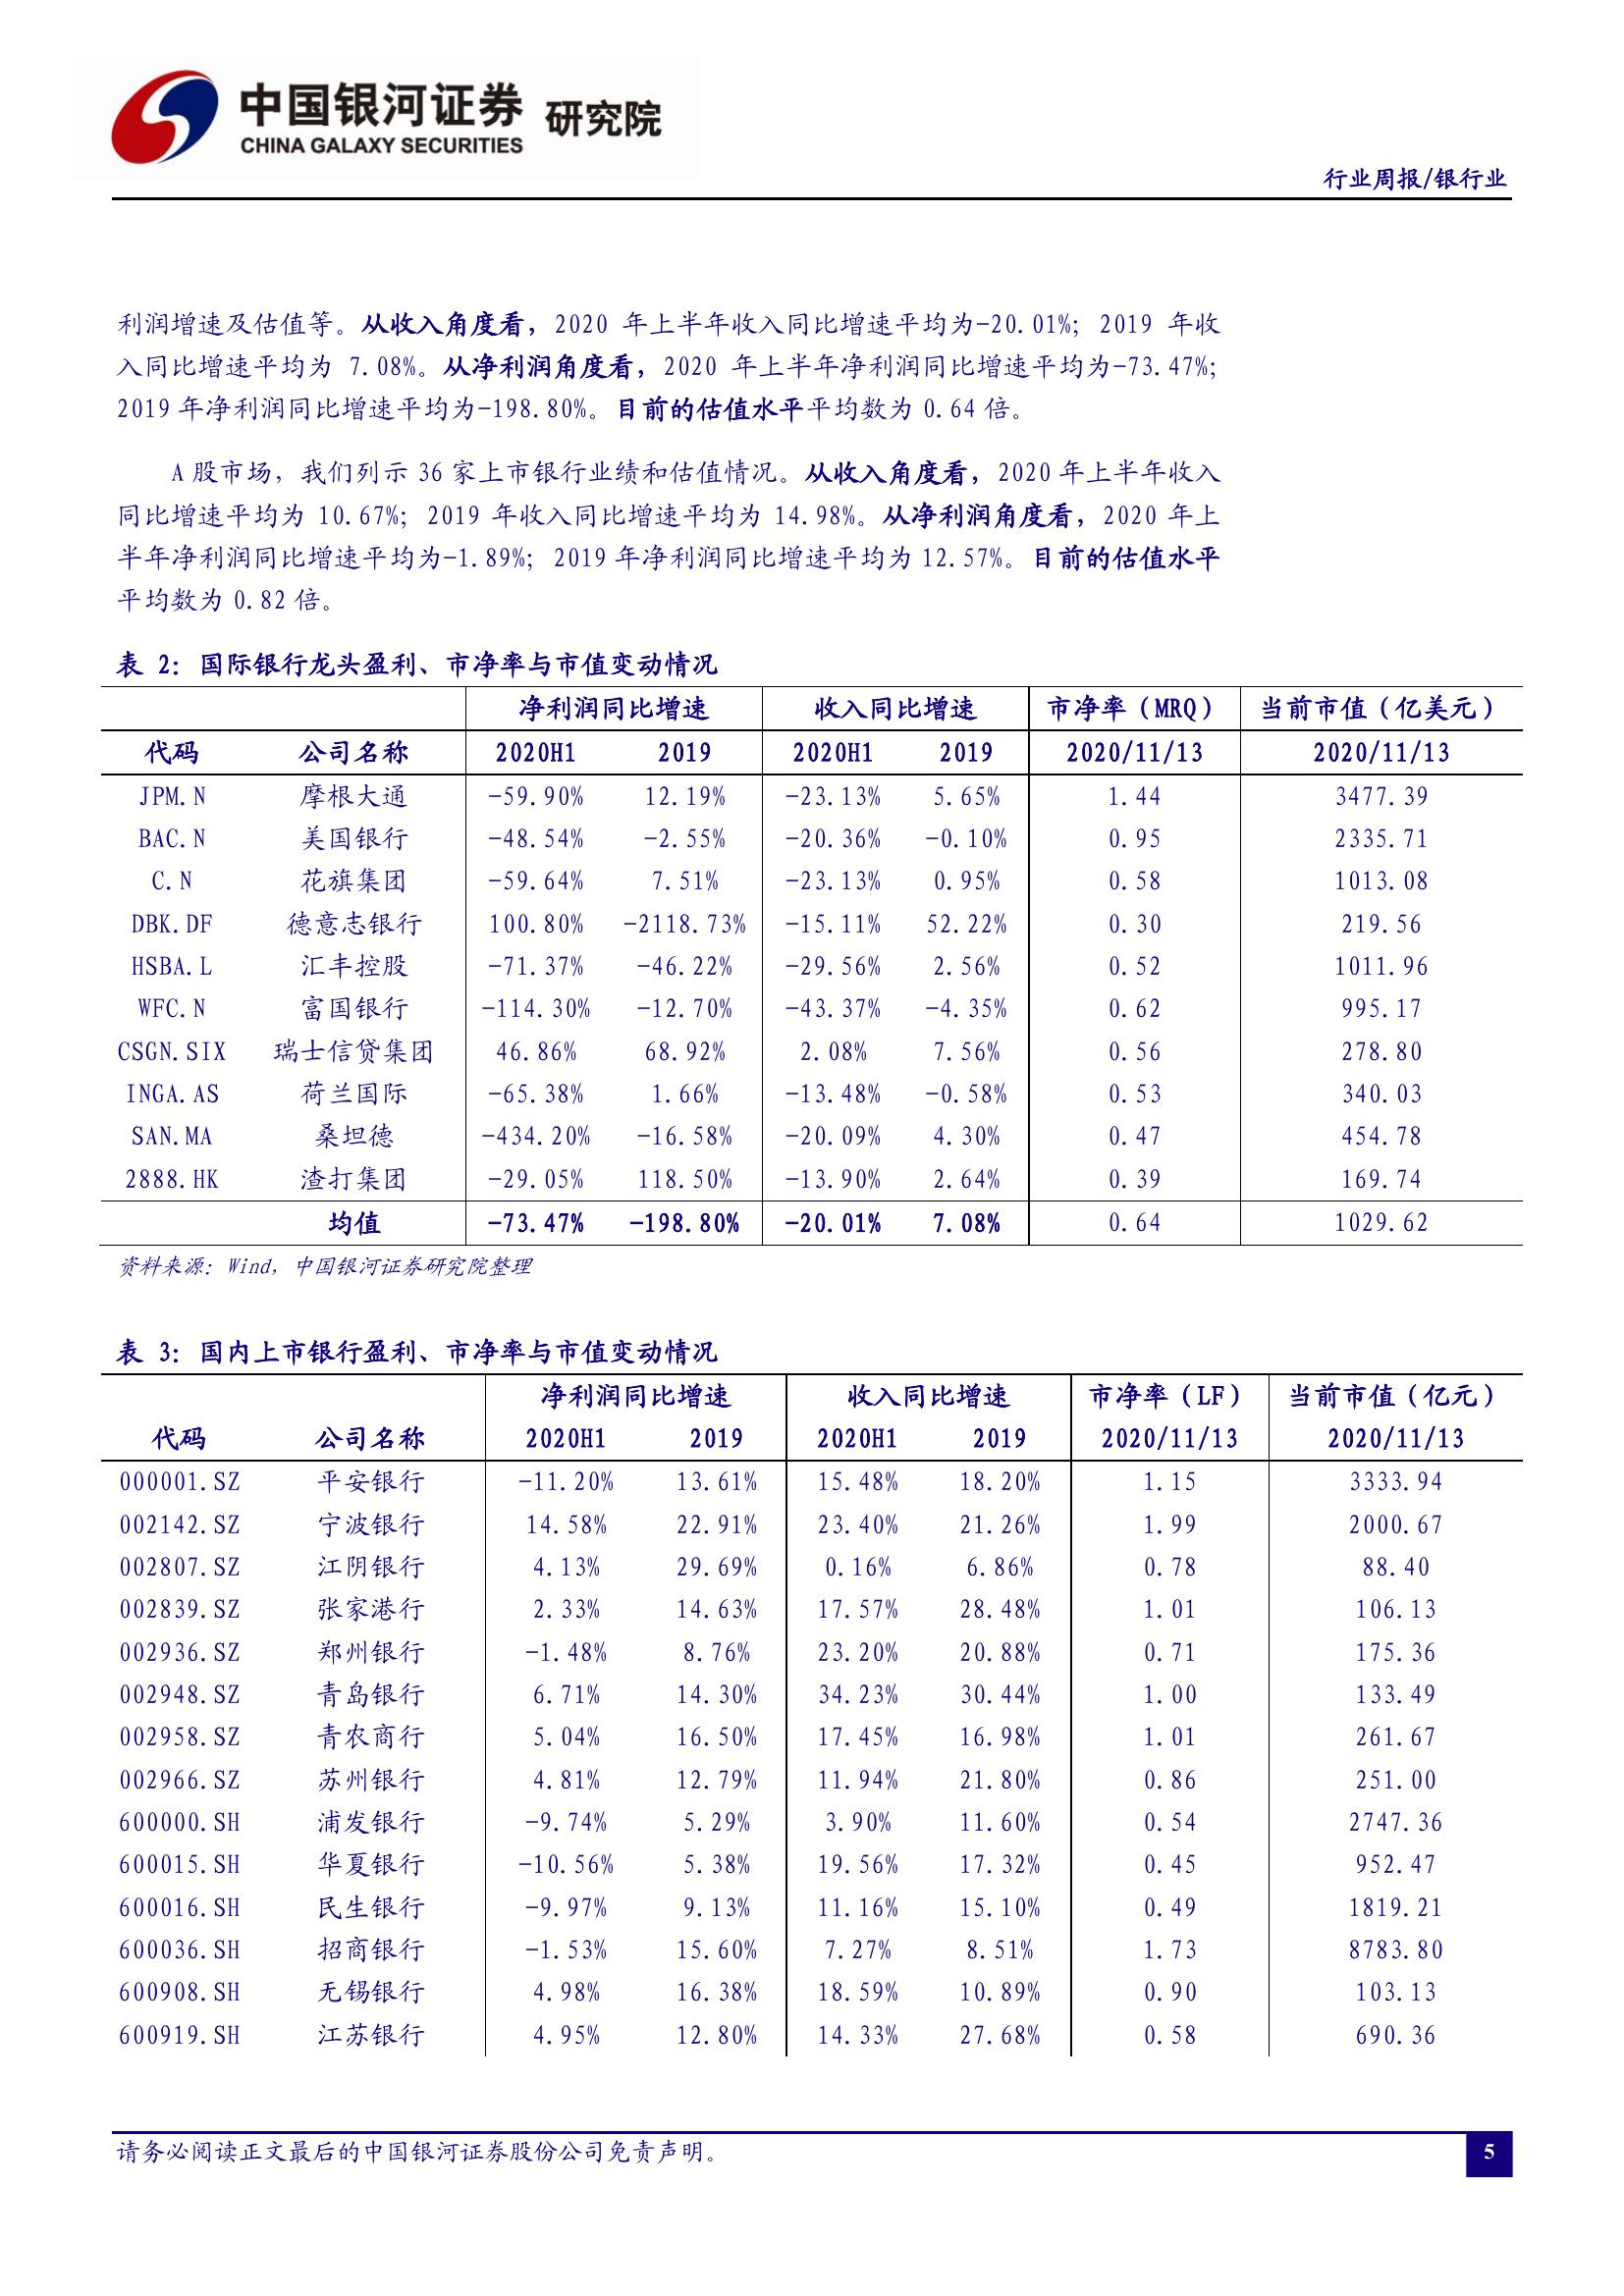 中国银河证券 研究院
CHINA GALAXY SECURITIES
行业周报/银行业
利润增速及估值等。从收入角度看，2020 年上半年收入同比增速平均为-20.01%；2019 年收
入同比增速平均为 7.08%。从净利润角度看，2020 年上半年净利润同比增速平均为-73.47%；
2019 年净利润同比增速平均为-198.80%。目前的估值水平平均数为 0.64 倍。
A 股市场，我们列示 36 家上市银行业绩和估值情况。从收入角度看，2020 年上半年收入
同比增速平均为 10.67%；2019 年收入同比增速平均为 14.98%。从净利润角度看，2020 年上
半年净利润同比增速平均为-1.89%；2019 年净利润同比增速平均为 12.57%。目前的估值水平
平均数为 0.82 倍。
表 2：国际银行龙头盈利、市净率与市值变动情况
净利润同比增速 收入同比增速 市净率（MRQ） 当前市值（亿美元）
代码 公司名称 2020H1 2019 2020H1 2019 2020/11/13 2020/11/13
JPM.N 摩根大通 -59.90% 12.19% -23.13% 5.65% 1.44 3477.39
BAC.N 美国银行 -48.54% -2.55% -20.36% -0.10% 0.95 2335.71
C.N 花旗集团 -59.64% 7.51% -23.13% 0.95% 0.58 1013.08
DBK.DF 德意志银行 100.80% -2118.73% -15.11% 52.22% 0.30 219.56
HSBA.L 汇丰控股 -71.37% -46.22% -29.56% 2.56% 0.52 1011.96
WFC.N 富国银行 -114.30% -12.70% -43.37% -4.35% 0.62 995.17
CSGN.SIX 瑞士信贷集团 46.86% 68.92% 2.08% 7.56% 0.56 278.80
INGA.AS 荷兰国际 -65.38% 1.66% -13.48% -0.58% 0.53 340.03
SAN.MA 桑坦德 -434.20% -16.58% -20.09% 4.30% 0.47 454.78
2888.HK 渣打集团 -29.05% 118.50% -13.90% 2.64% 0.39 169.74
均值 -73.47% -198.80% -20.01% 7.08% 0.64 1029.62
资料来源：Wind，中国银河证券研究院整理
表 3：国内上市银行盈利、市净率与市值变动情况
净利润同比增速 收入同比增速 市净率（LF） 当前市值（亿元）
代码 公司名称 2020H1 2019 2020H1 2019 2020/11/13 2020/11/13
000001.SZ 平安银行 -11.20% 13.61% 15.48% 18.20% 1.15 3333.94
002142.SZ 宁波银行 14.58% 22.91% 23.40% 21.26% 1.99 2000.67
002807.SZ 江阴银行 4.13% 29.69% 0.16% 6.86% 0.78 88.40
002839.SZ 张家港行 2.33% 14.63% 17.57% 28.48% 1.01 106.13
002936.SZ 郑州银行 -1.48% 8.76% 23.20% 20.88% 0.71 175.36
002948.SZ 青岛银行 6.71% 14.30% 34.23% 30.44% 1.00 133.49
002958.SZ 青农商行 5.04% 16.50% 17.45% 16.98% 1.01 261.67
002966.SZ 苏州银行 4.81% 12.79% 11.94% 21.80% 0.86 251.00
600000.SH 浦发银行 -9.74% 5.29% 3.90% 11.60% 0.54 2747.36
600015.SH 华夏银行 -10.56% 5.38% 19.56% 17.32% 0.45 952.47
600016.SH 民生银行 -9.97% 9.13% 11.16% 15.10% 0.49 1819.21
600036.SH 招商银行 -1.53% 15.60% 7.27% 8.51% 1.73 8783.80
600908.SH 无锡银行 4.98% 16.38% 18.59% 10.89% 0.90 103.13
600919.SH 江苏银行 4.95% 12.80% 14.33% 27.68% 0.58 690.36
请务必阅读正文最后的中国银河证券股份公司免责声明。
5